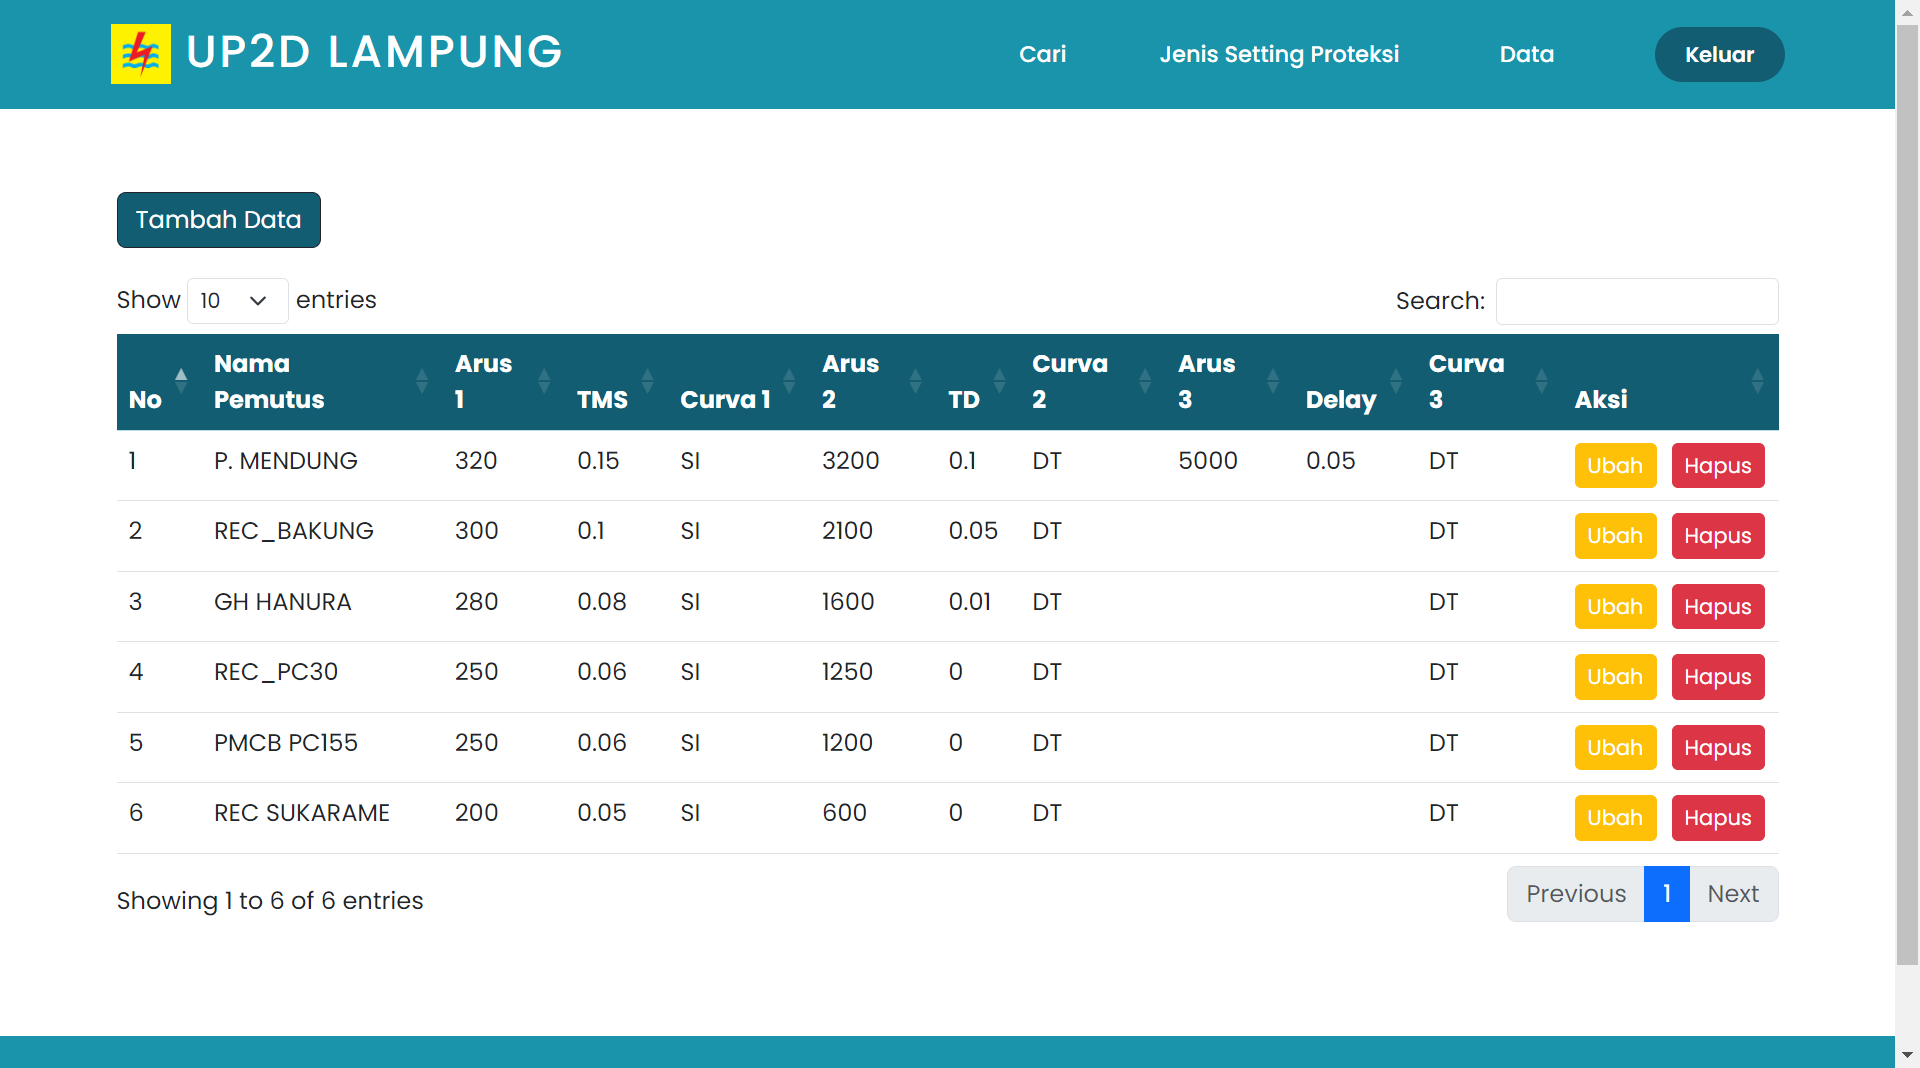 UP2D LAMPUNG
Cari Jenis Setting Proteksi Data Keluar
Tambah Data
Show 10 entries Search:
No Nama Pemutus Arus 1 TMS Curva 1 Arus 2 TD Curva 2 Arus 3 Delay Curva 3 Aksi
1 P. MENDUNG 320 0.15 SI 3200 0.1 DT 5000 0.05 DT Ubah Hapus
2 REC_BAKUNG 300 0.1 SI 2100 0.05 DT DT Ubah Hapus
3 GH HANURA 280 0.08 SI 1600 0.01 DT DT Ubah Hapus
4 REC_PC30 250 0.06 SI 1250 0 DT DT Ubah Hapus
5 PMCB PC155 250 0.06 SI 1200 0 DT DT Ubah Hapus
6 REC SUKARAME 200 0.05 SI 600 0 DT DT Ubah Hapus
Showing 1 to 6 of 6 entries Previous 1 Next